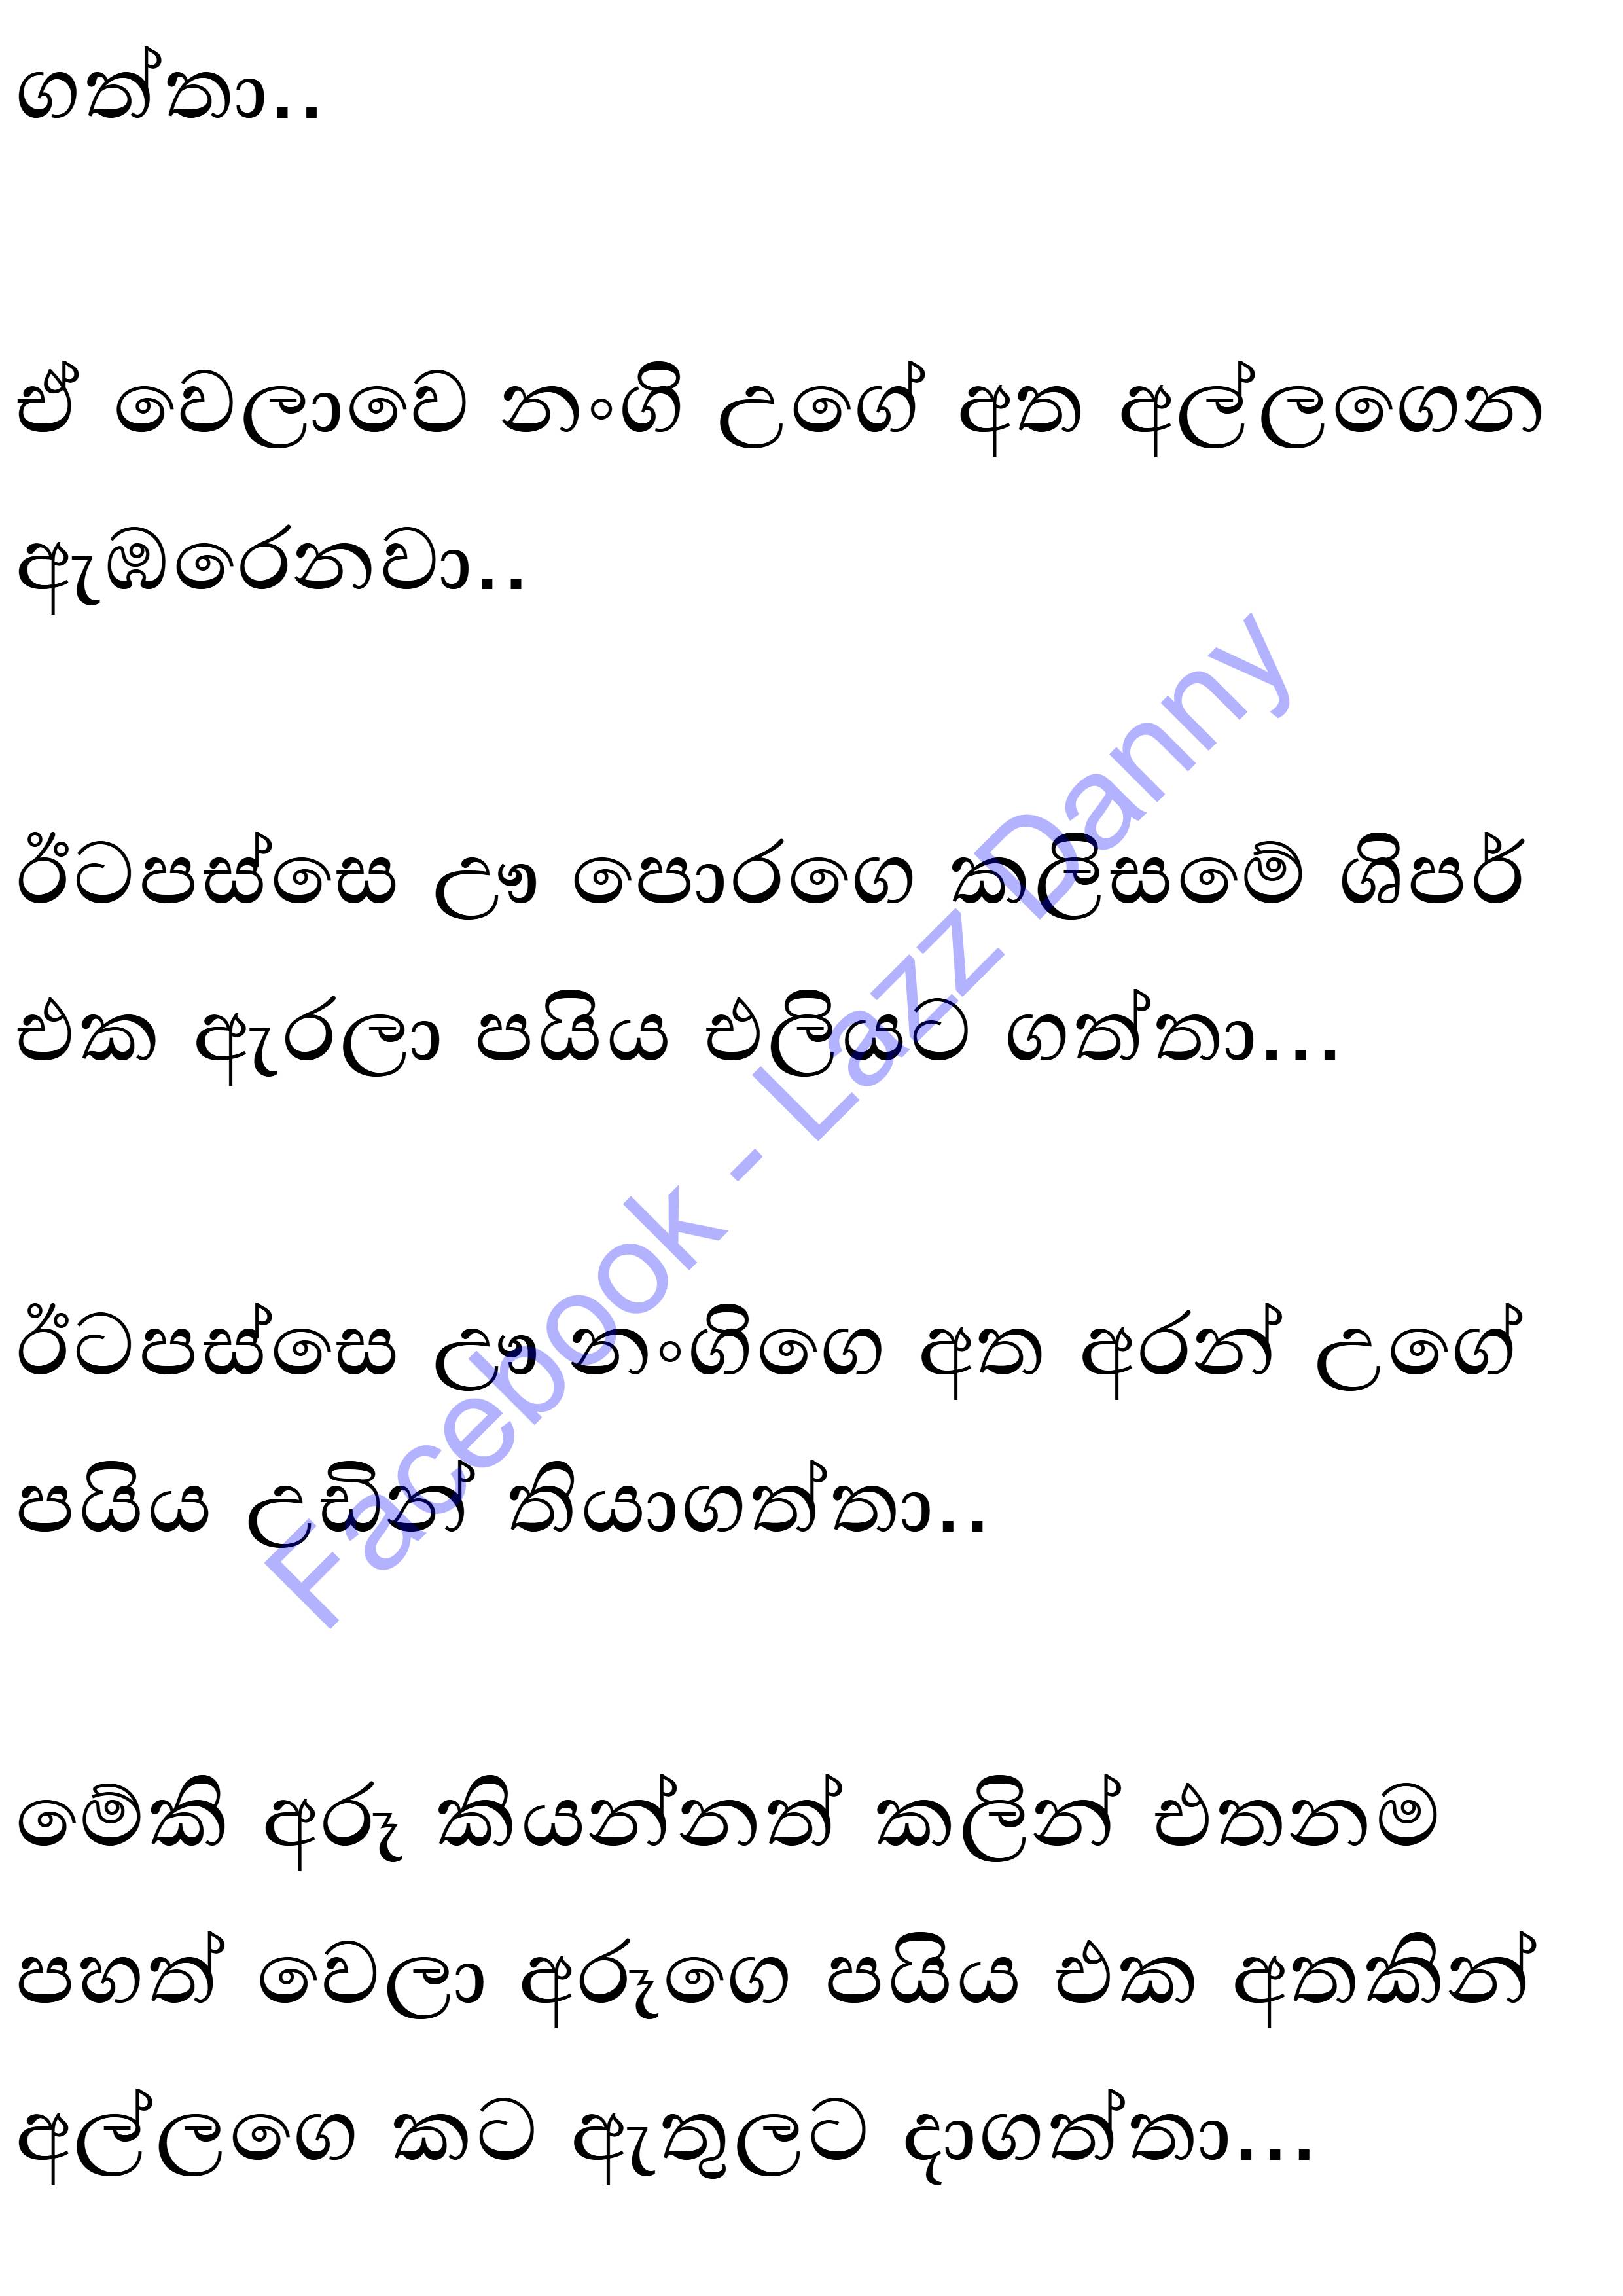 ගත්තා..
ඒ වෙලාවෙ නංගි උගේ අත අල්ලගෙන
ඇඹරෙනවා..
ඊටපස්සෙ ඌ පොරගෙ කලිසමේ ශිපර්
එක ඇරලා පයිය එලියට ගත්තා...
ඊටපස්සෙ ඌ නංගිගෙ අත අරන් උගේ
පයිය උඩින් තියාගත්තා..
මේකි අරූ කියන්නත් කලින් එතනම
පහත් වෙලා අරූගෙ පයිය එක අතකින්
අල්ලගෙ කට ඇතුලට දාගත්තා...
Facebook - Lazz Danny